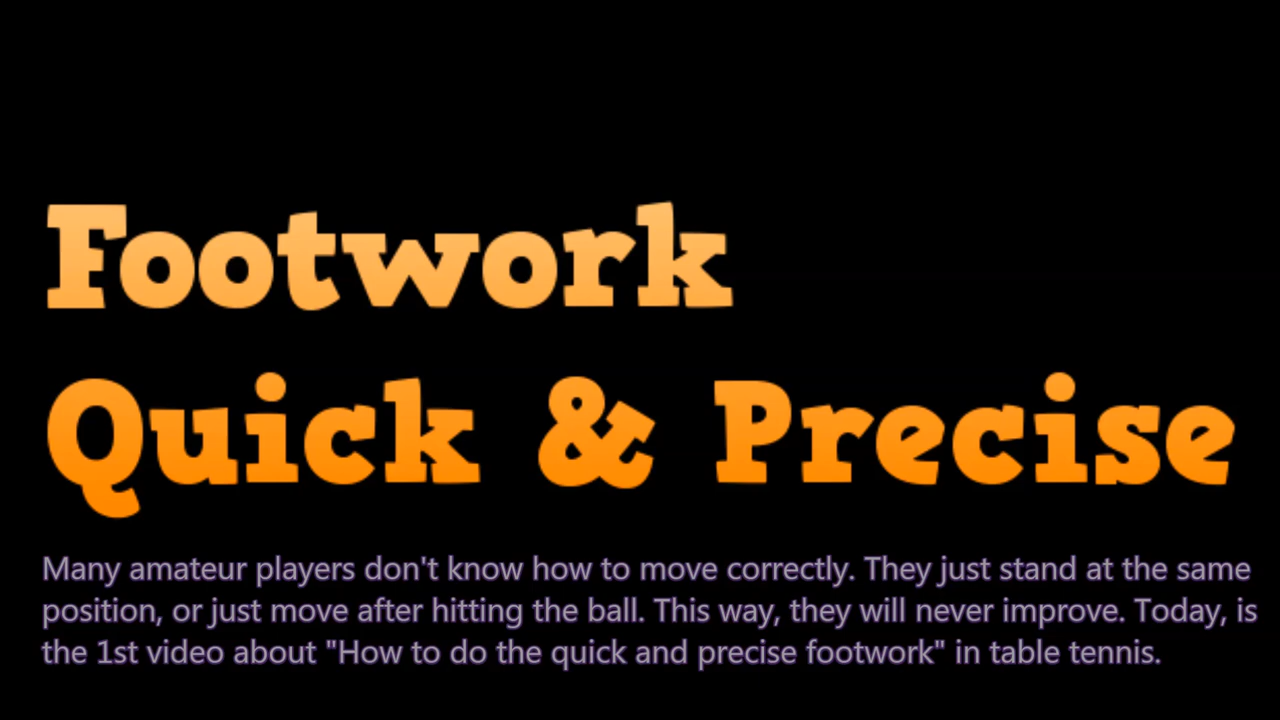 Footwork
Quick & Precise
Many amateur players don't know how to move correctly. They just stand at the same
position, or just move after hitting the ball. This way, they will never improve. Today, is
the 1st video about "How to do the quick and precise footwork" in table tennis.